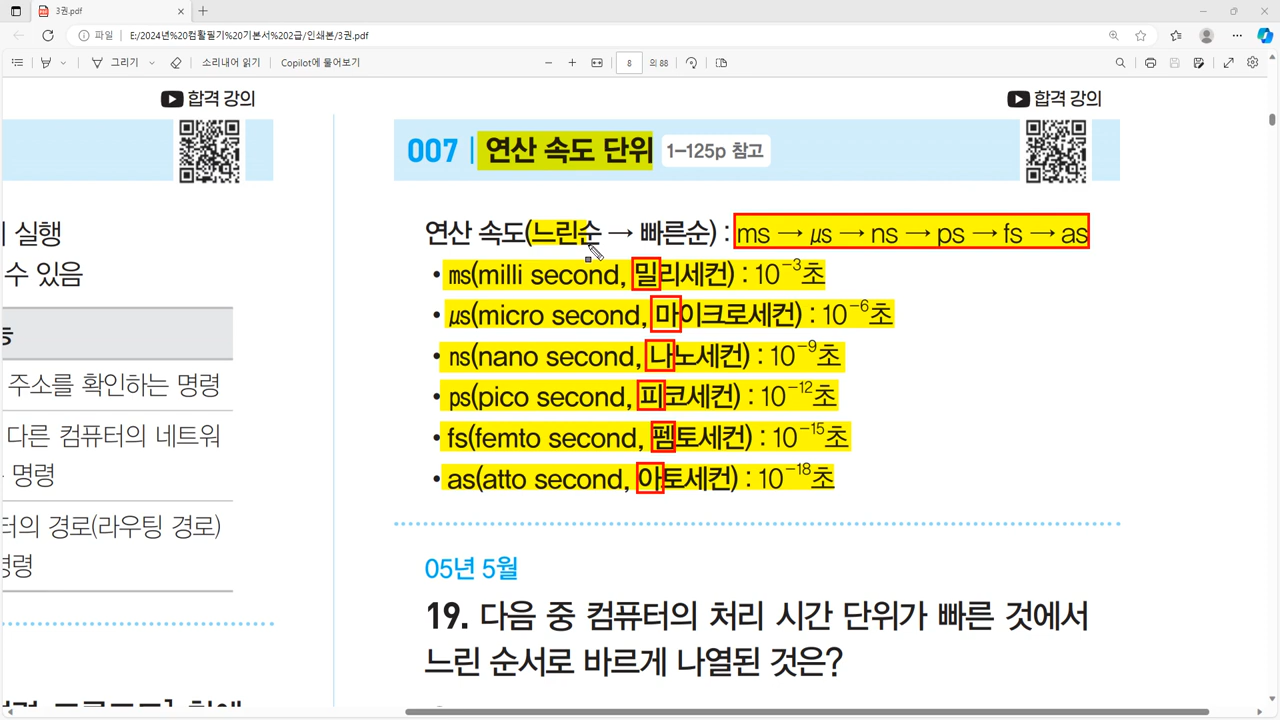 3권.pdf
파일
E:/2024년%20컴활필기%20기본서%202급/인쇄본/3권.pdf
그리기
소리내어 읽기
Copilot에 물어보기
8
의 88
합격 강의
합격 강의
실행
수 있음
능
주소를 확인하는 명령
다른 컴퓨터의 네트워
명령
터의 경로(라우팅 경로)
명령
007 | 연산 속도 단위 1-125p 참고
연산 속도(느린순 → 빠른순) : ms → μs → ns → ps → fs → as
• ms(milli second, 밀리세컨) : 10⁻³초
• μs(micro second, 마이크로세컨) : 10⁻⁶초
• ns(nano second, 나노세컨) : 10⁻⁹초
• ps(pico second, 피코세컨) : 10⁻¹²초
• fs(femto second, 펨토세컨) : 10⁻¹⁵초
• as(atto second, 아토세컨) : 10⁻¹⁸초
05년 5월
19. 다음 중 컴퓨터의 처리 시간 단위가 빠른 것에서
느린 순서로 바르게 나열된 것은?